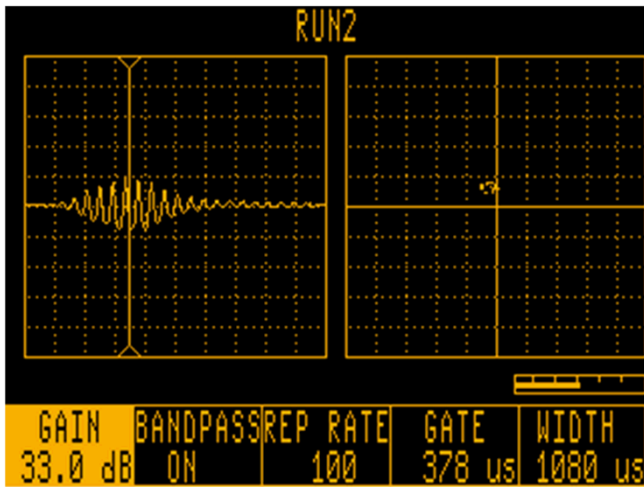 RUN2
GAIN BANDPASS REP RATE GATE WIDTH
33.0 dB ON 100 378 us 1080 us